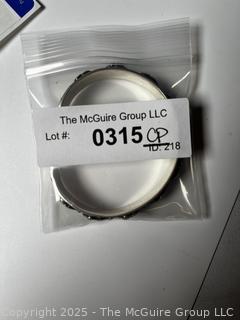 The McGuire Group LLC
Lot #: 0315 CP
ID: 218
Copyright 2025 - The McGuire Group LLC